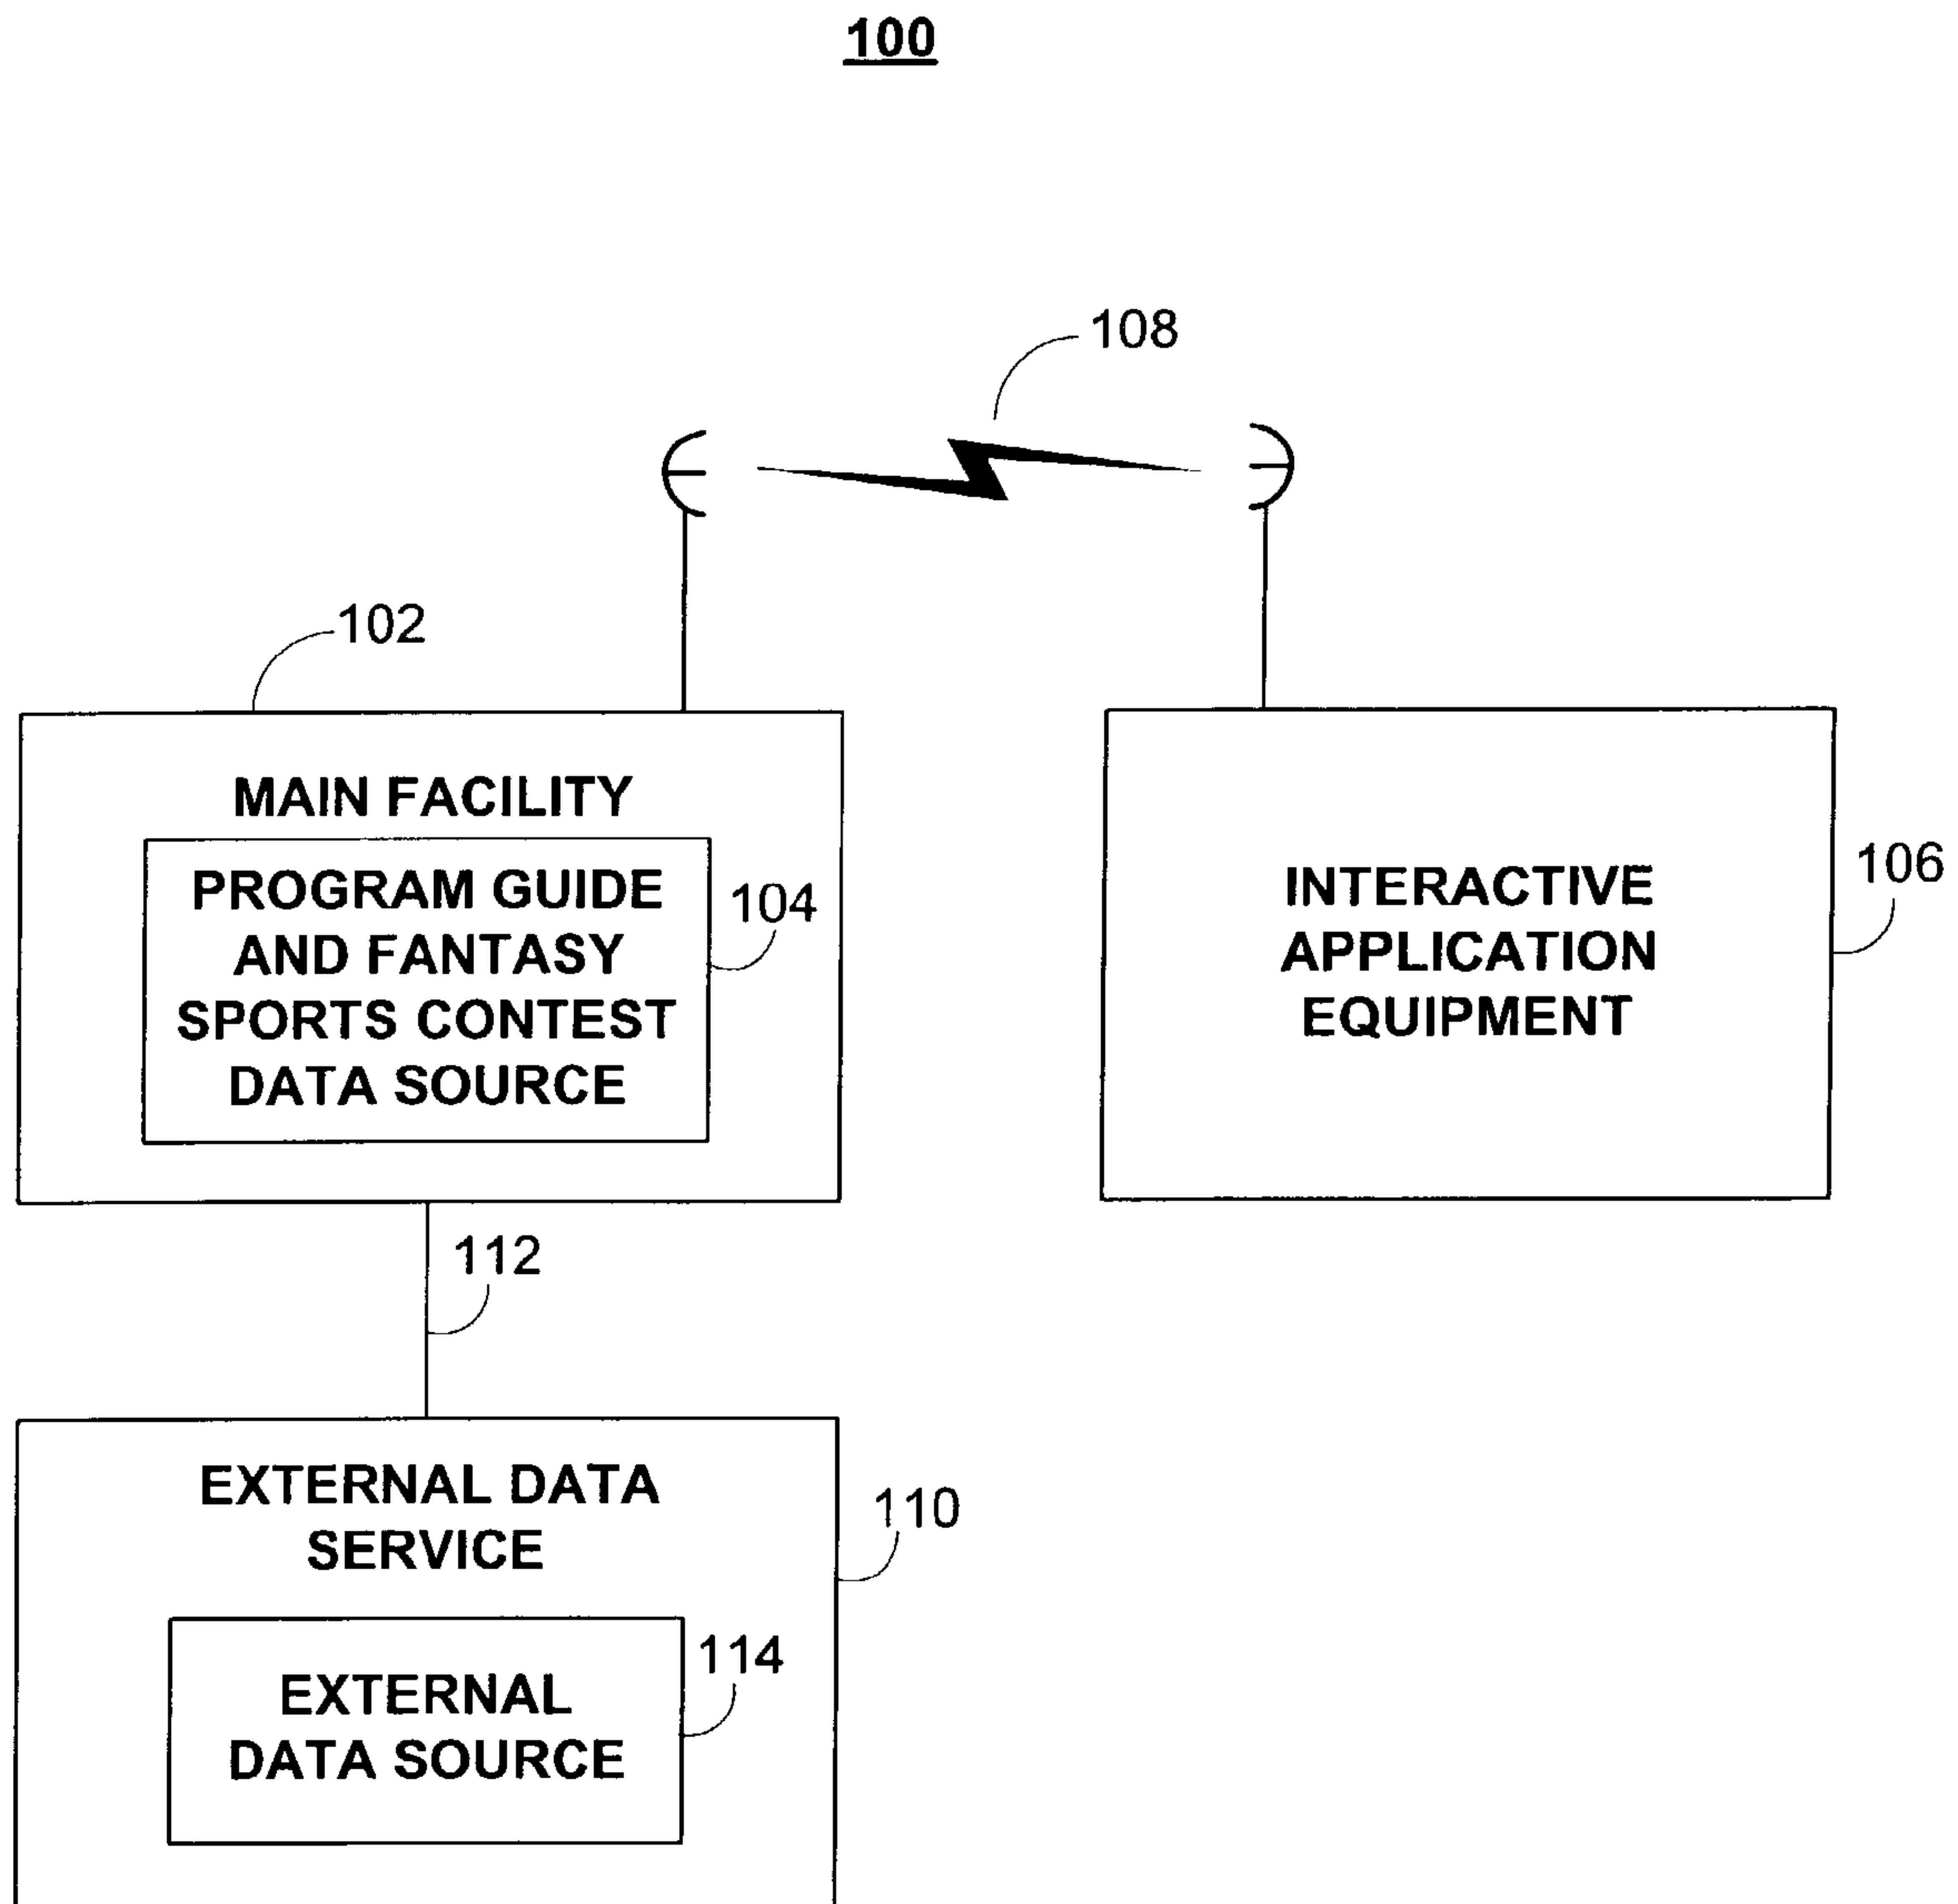 100
108
102
MAIN FACILITY
PROGRAM GUIDE
AND FANTASY
SPORTS CONTEST
DATA SOURCE
104
INTERACTIVE
APPLICATION
EQUIPMENT
106
112
EXTERNAL DATA
SERVICE
110
EXTERNAL
DATA SOURCE
114